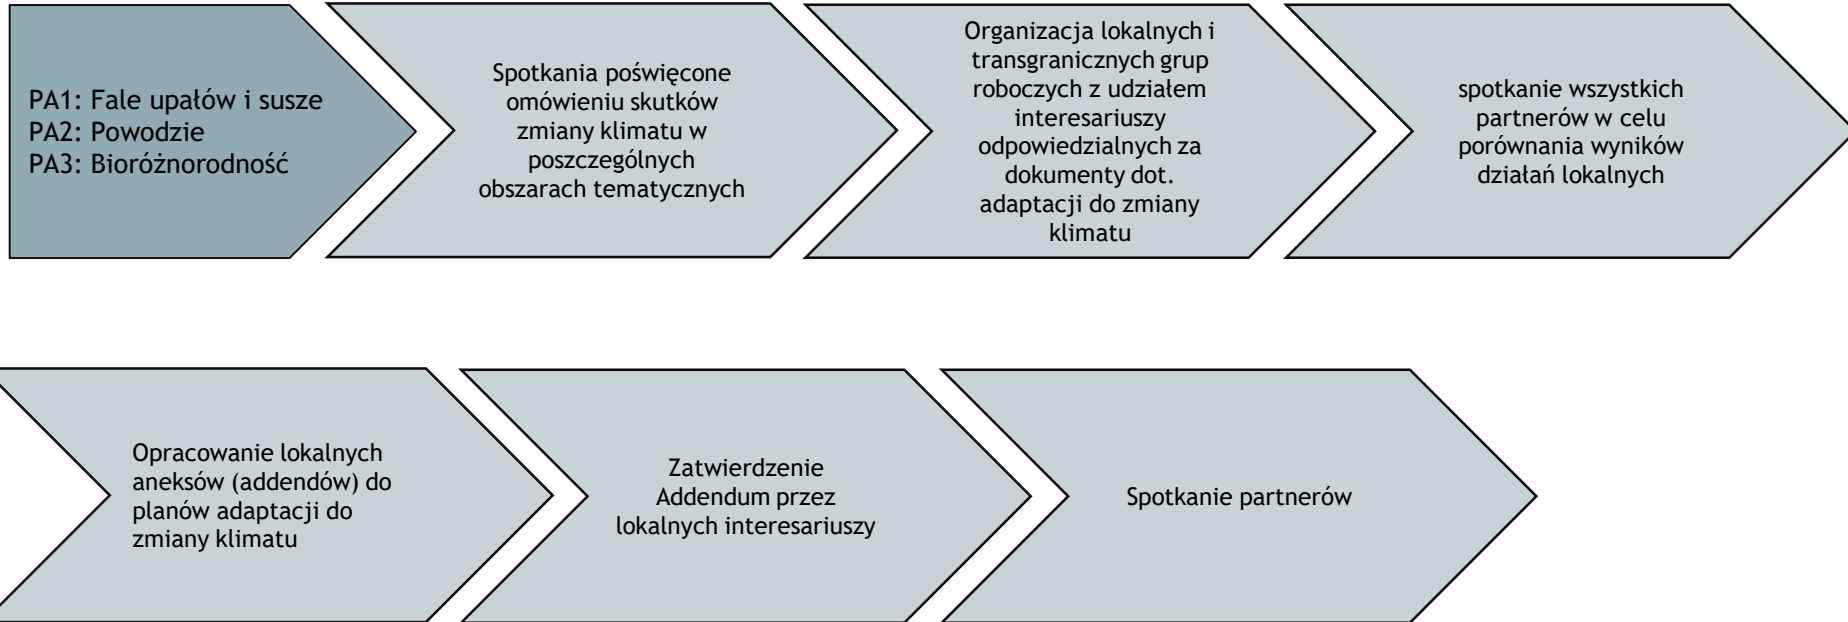 PA1: Fale upałów i susze
PA2: Powodzie
PA3: Bioróżnorodność
Spotkania poświęcone
omówieniu skutków
zmiany klimatu w
poszczególnych
obszarach tematycznych
Organizacja lokalnych i
transgranicznych grup
roboczych z udziałem
interesariuszy
odpowiedzialnych za
dokumenty dot.
adaptacji do zmiany
klimatu
spotkanie wszystkich
partnerów w celu
porównania wyników
działań lokalnych
Opracowanie lokalnych
aneksów (addendów) do
planów adaptacji do
zmiany klimatu
Zatwierdzenie
Addendum przez
lokalnych interesariuszy
Spotkanie partnerów